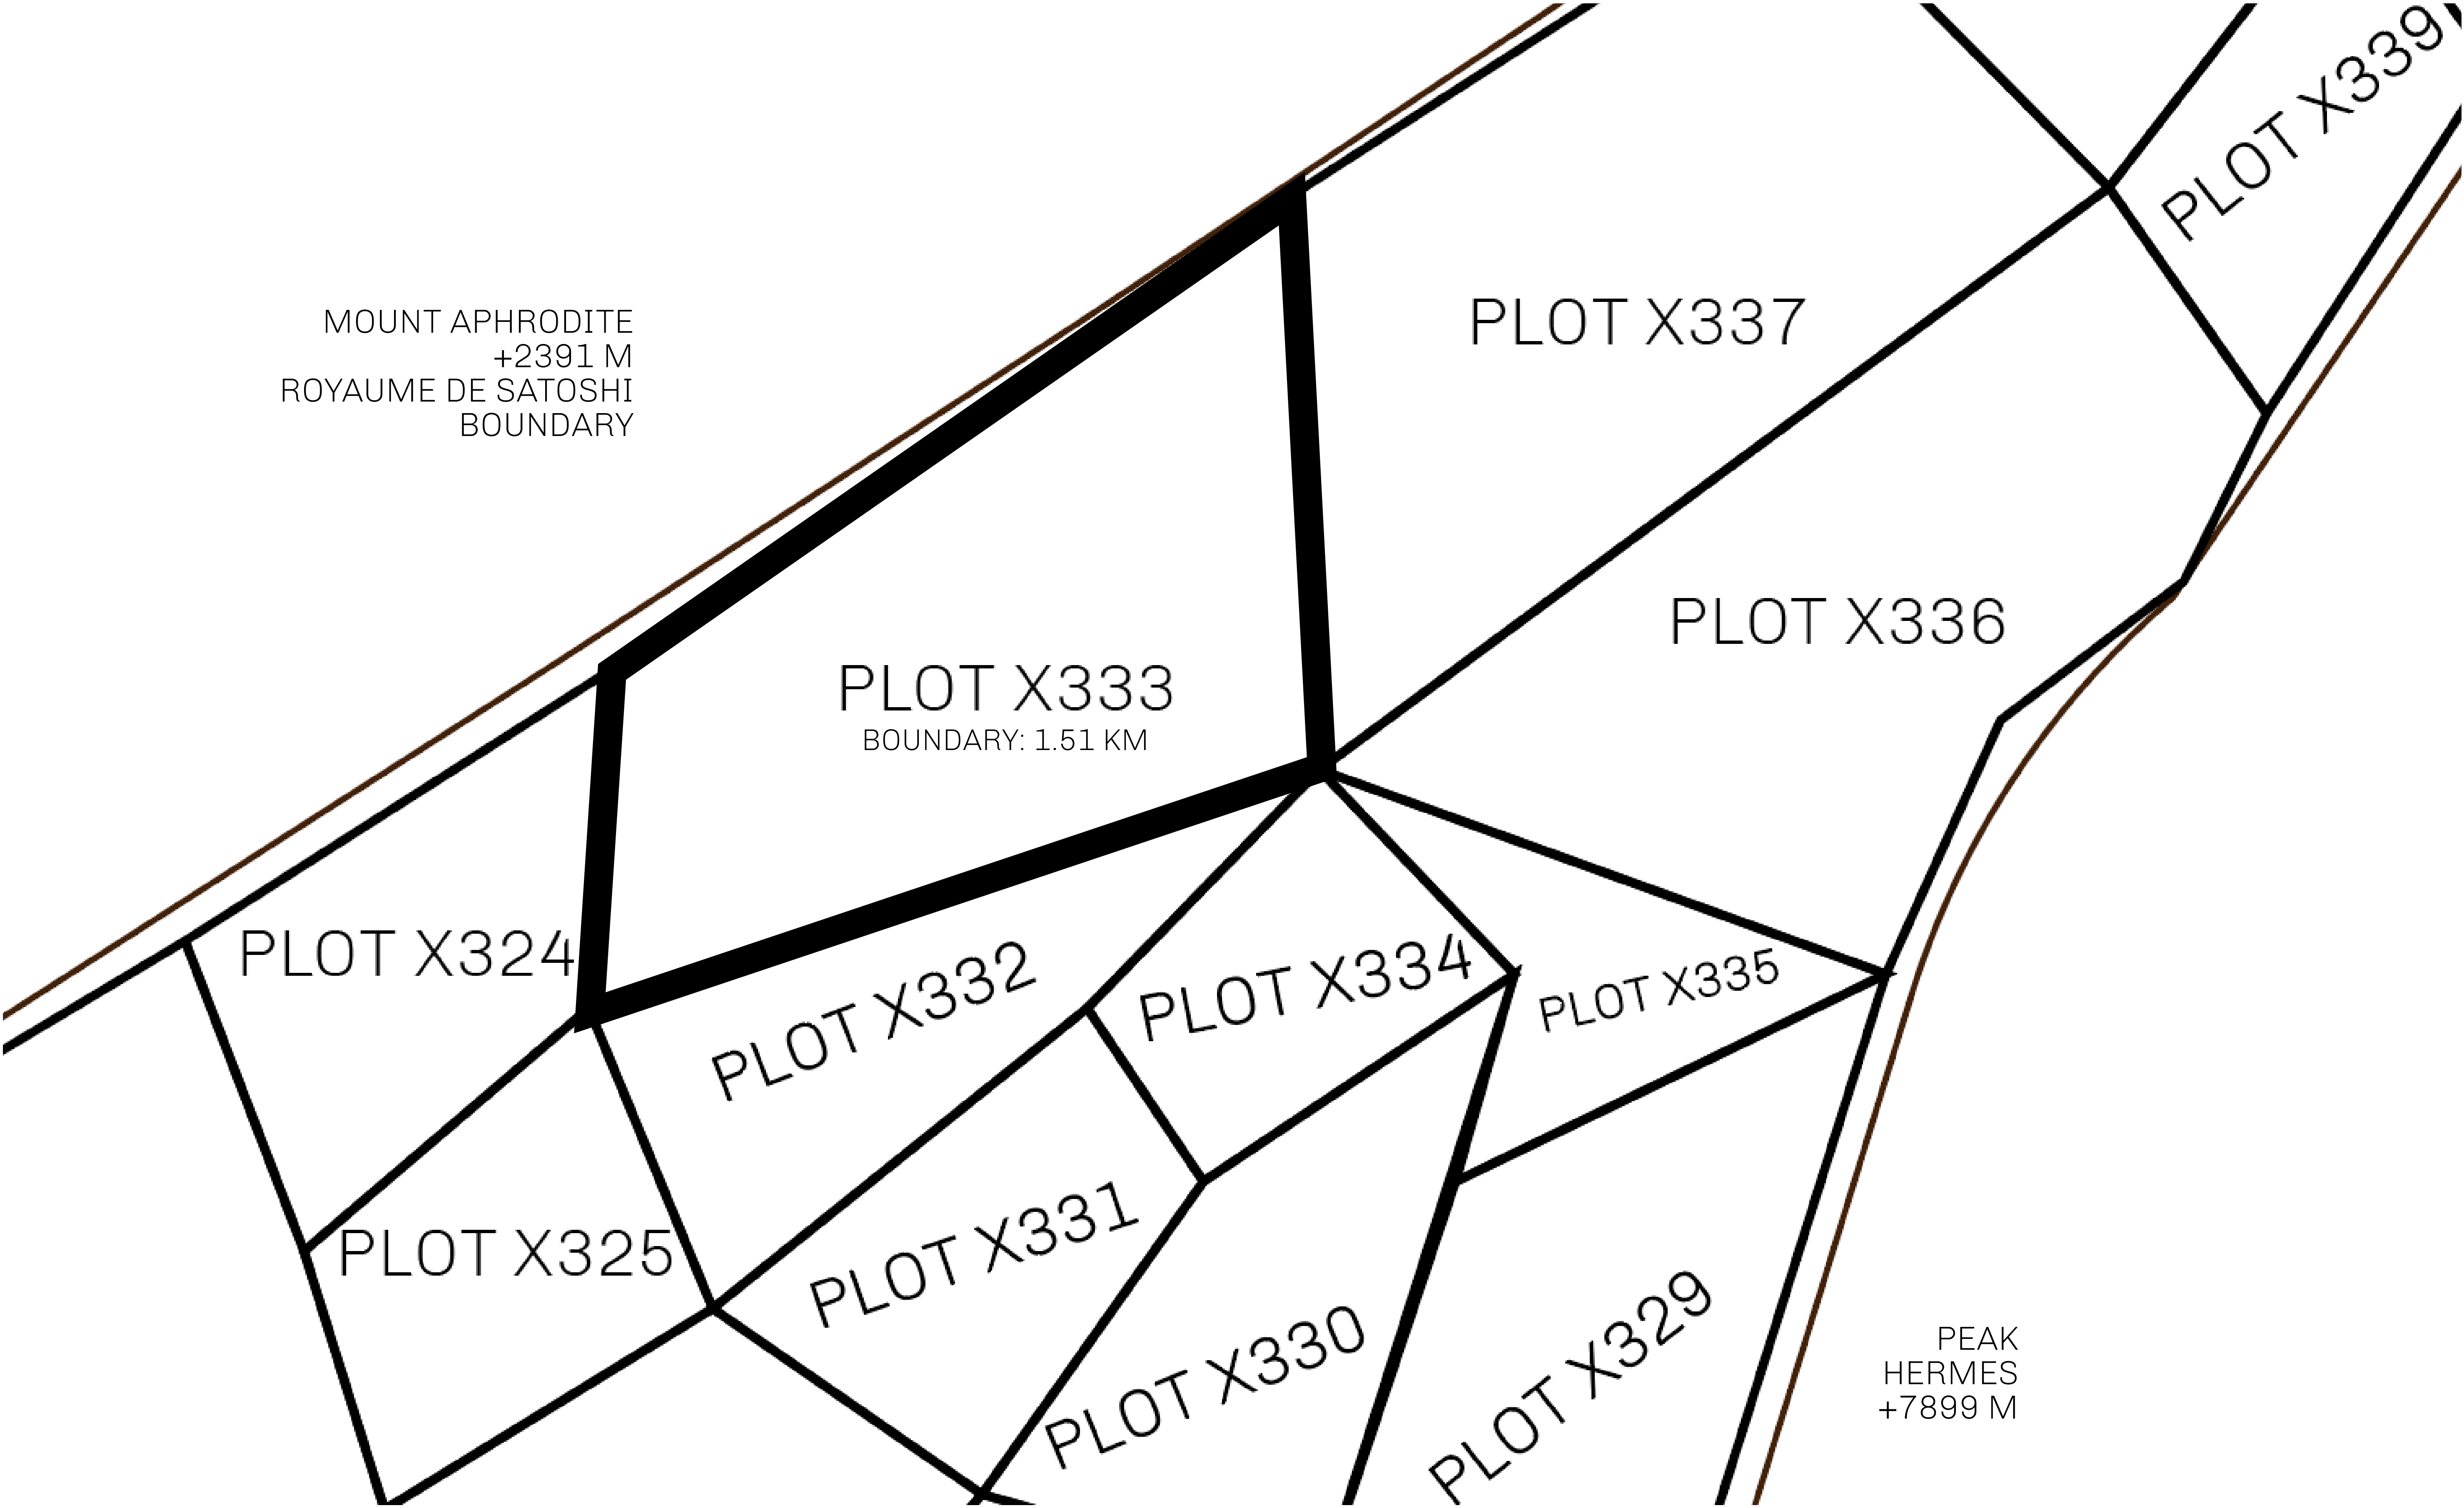 PLOT X339
MOUNT APHRODITE
+2391 M
ROYAUME DE SATOSHI
BOUNDARY
PLOT X337
PLOT X336
PLOT X333
BOUNDARY: 1.51 KM
PLOT X324
PLOT X332
PLOT X334
PLOT X335
PLOT X325
PLOT X331
PLOT X330
PLOT X329
PEAK
HERMES
+7899 M